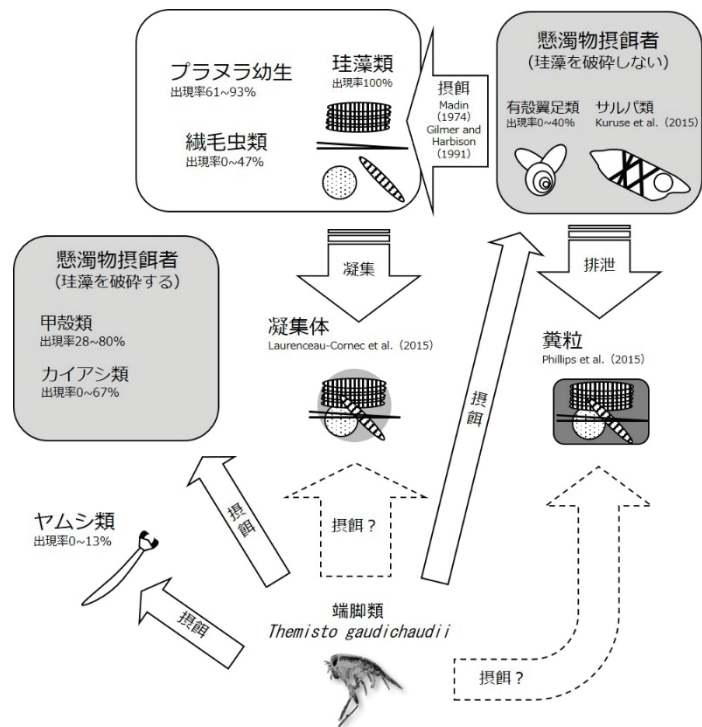 プラヌラ幼生
出現率61~93%
珪藻類
出現率100%
繊毛虫類
出現率0~47%
摂餌
Madin
（1974）
Gilmer and
Harbison
（1991）
懸濁物摂餌者
(珪藻を破砕しない)
有殻翼足類
出現率0~40%
サルパ類
Kuruse et al.（2015）
凝集
排泄
懸濁物摂餌者
(珪藻を破砕する)
甲殻類
出現率28~80%
カイアシ類
出現率0~67%
凝集体
Laurenceau-Cornec et al.（2015）
糞粒
Phillips et al.（2015）
摂餌
ヤムシ類
出現率0~13%
摂餌
摂餌？
摂餌
端脚類
Themisto gaudichaudii
摂餌？